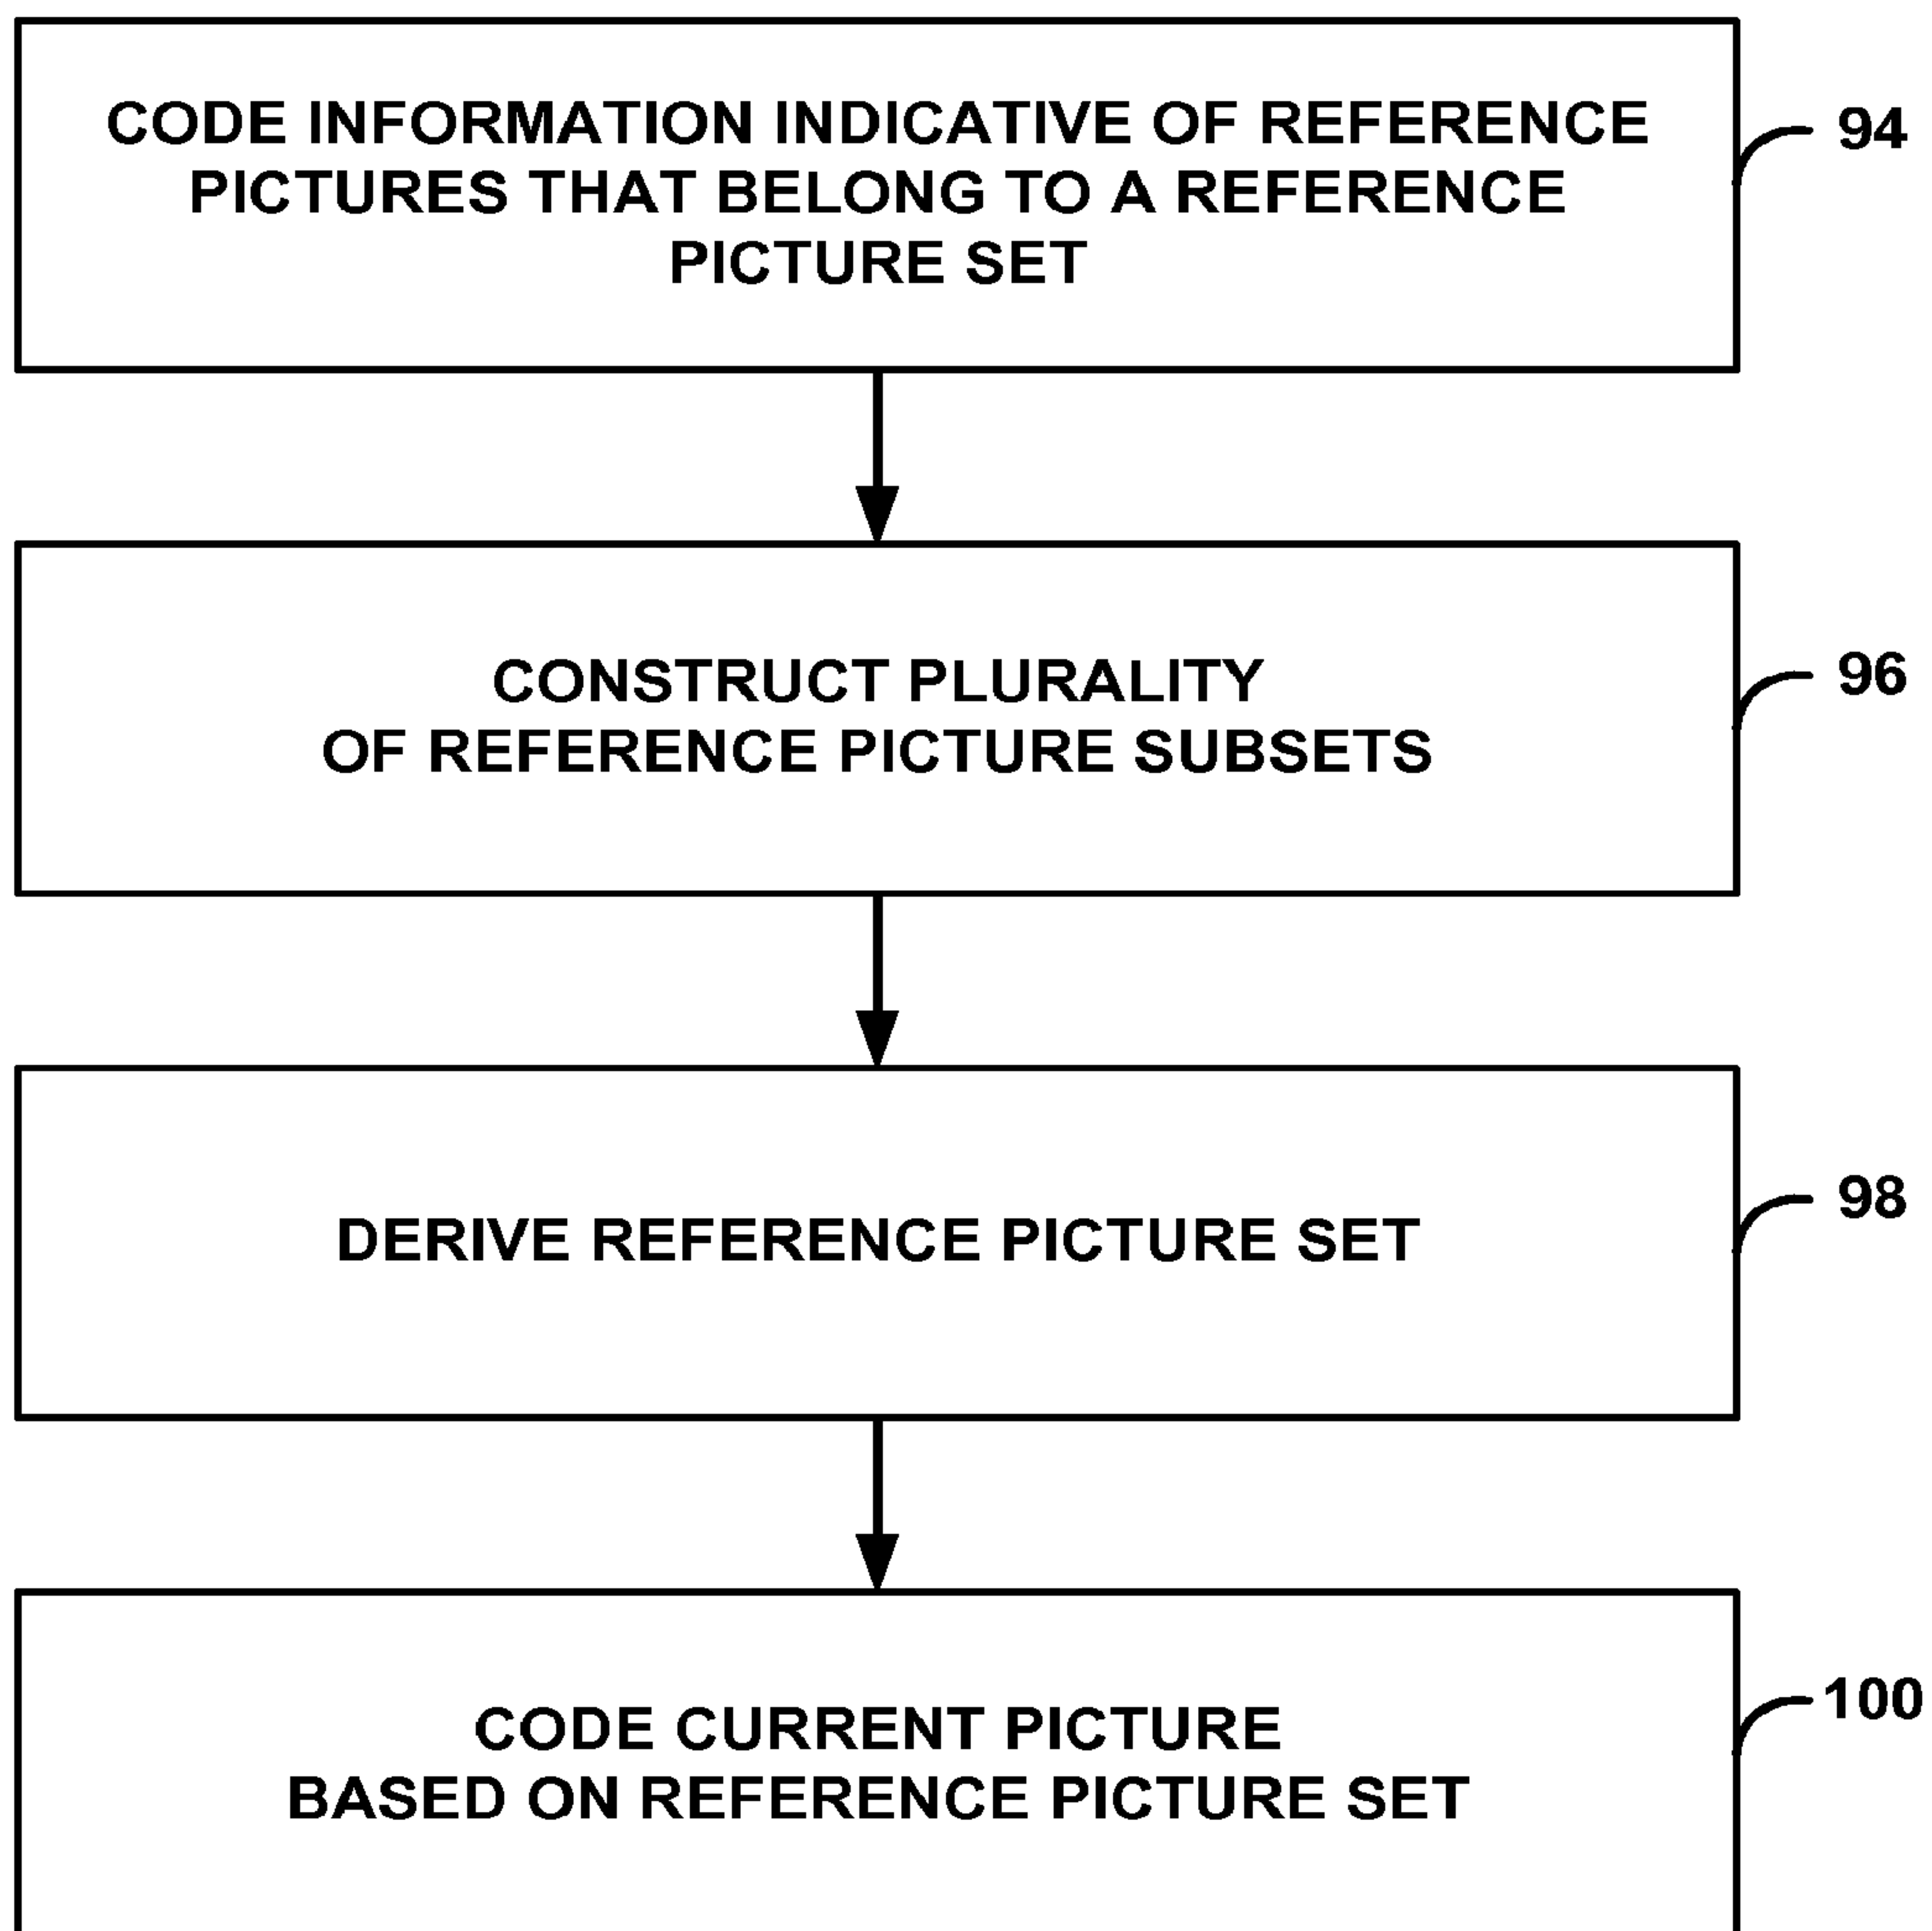 CODE INFORMATION INDICATIVE OF REFERENCE
PICTURES THAT BELONG TO A REFERENCE
PICTURE SET
94
CONSTRUCT PLURALITY
OF REFERENCE PICTURE SUBSETS
96
DERIVE REFERENCE PICTURE SET
98
CODE CURRENT PICTURE
BASED ON REFERENCE PICTURE SET
100